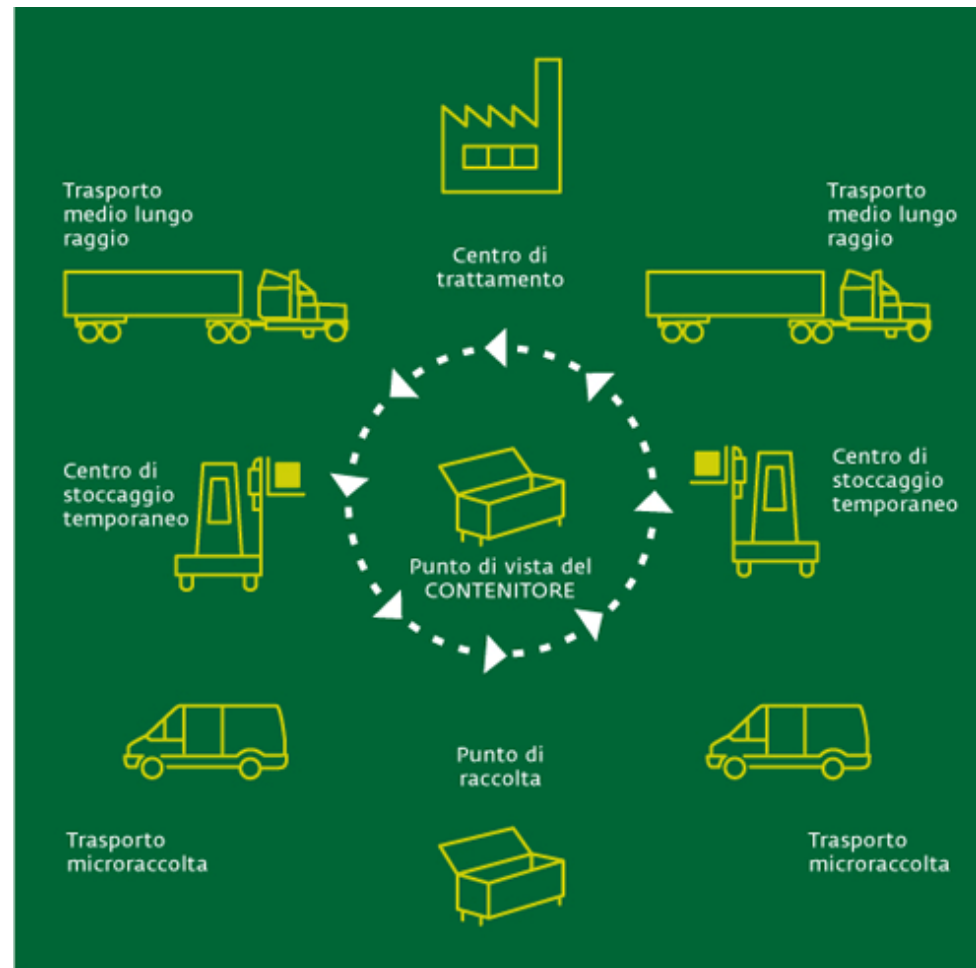 Trasporto
medio lungo
raggio
Centro di
trattamento
Trasporto
medio lungo
raggio
Centro di
stoccaggio
temporaneo
Punto di vista del
CONTENITORE
Centro di
stoccaggio
temporaneo
Trasporto
microraccolta
Punto di
raccolta
Trasporto
microraccolta